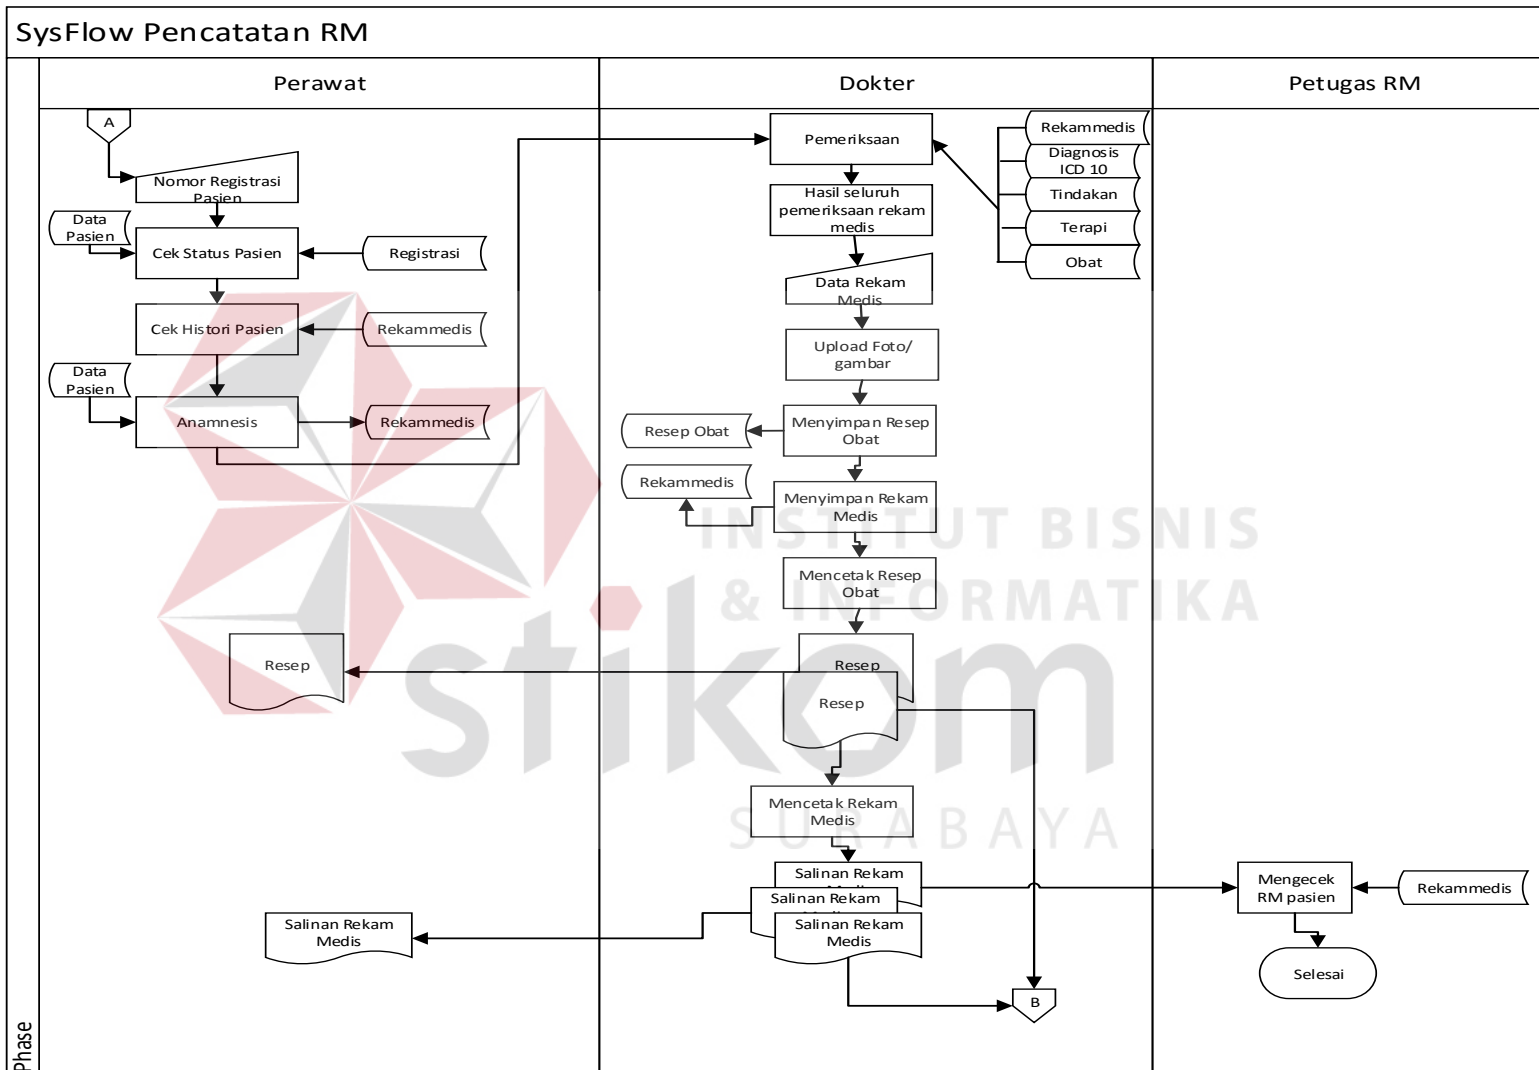 SysFlow Pencatatan RM
Perawat
Dokter
Petugas RM
Phase
A
Nomor Registrasi
Pasien
Data
Pasien
Cek Status Pasien
Registrasi
Cek Histori Pasien
Rekammedis
Data
Pasien
Anamnesis
Rekammedis
Resep
Salinan Rekam
Medis
Pemeriksaan
Rekammedis
Diagnosis
ICD 10
Tindakan
Terapi
Obat
Hasil seluruh
pemeriksaan rekam
medis
Data Rekam
Medis
Upload Foto/
gambar
Menyimpan Resep
Obat
Resep Obat
Menyimpan Rekam
Medis
Rekammedis
Mencetak Resep
Obat
Resep
Resep
Mencetak Rekam
Medis
Salinan Rekam
Medis
Salinan Rekam
Medis
Salinan Rekam
Medis
B
Mengecek
RM pasien
Rekammedis
Selesai
INSTITUT BISNIS
& INFORMATIKA
stikom
SURABAYA